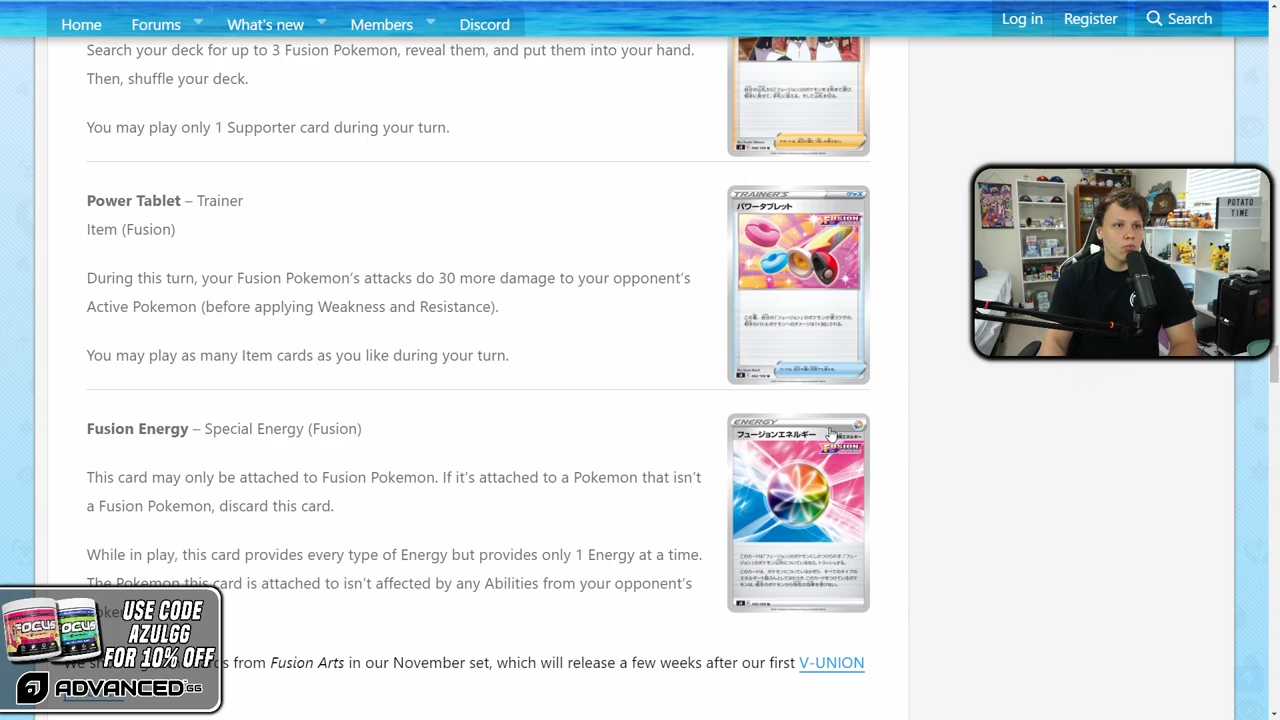 Home Forums What's new Members Discord Log in Register Search
Search your deck for up to 3 Fusion Pokemon, reveal them, and put them into your hand.
Then, shuffle your deck.
You may play only 1 Supporter card during your turn.
Power Tablet – Trainer
Item (Fusion)
During this turn, your Fusion Pokemon's attacks do 30 more damage to your opponent's
Active Pokemon (before applying Weakness and Resistance).
You may play as many Item cards as you like during your turn.
TRAINER'S グッズ
パワータブレット
FUSION
POTATO
TIME
Fusion Energy – Special Energy (Fusion)
This card may only be attached to Fusion Pokemon. If it's attached to a Pokemon that isn't
a Fusion Pokemon, discard this card.
While in play, this card provides every type of Energy but provides only 1 Energy at a time.
on this card is attached to isn't affected by any Abilities from your opponent's
ENERGY
フュージョンエネルギー
FUSION
USE CODE
AZULGG
FOR 10% OFF
FOCUS
ADVANCED.GG
from Fusion Arts in our November set, which will release a few weeks after our first V-UNION